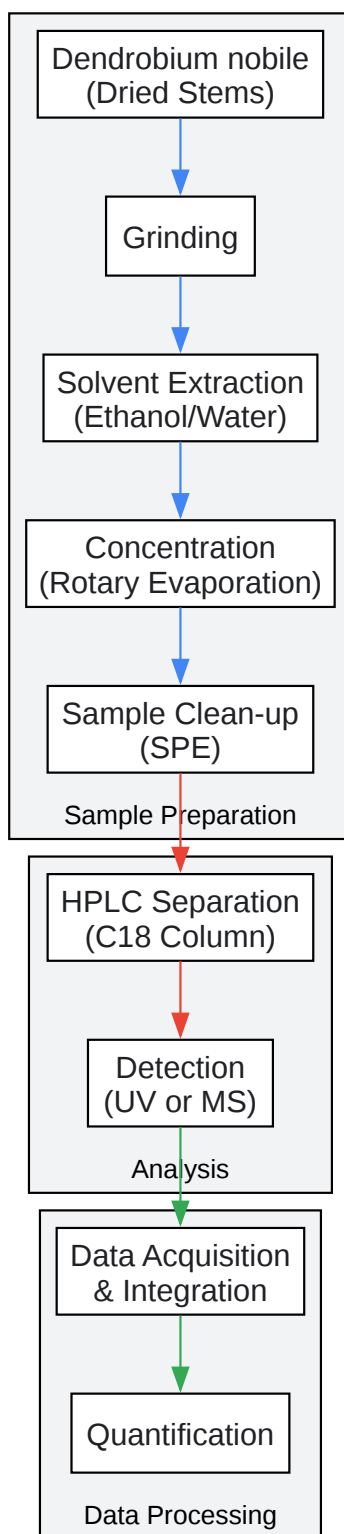 Dendrobium nobile
(Dried Stems)
Grinding
Solvent Extraction
(Ethanol/Water)
Concentration
(Rotary Evaporation)
Sample Clean-up
(SPE)
Sample Preparation
HPLC Separation
(C18 Column)
Detection
(UV or MS)
Analysis
Data Acquisition
& Integration
Quantification
Data Processing